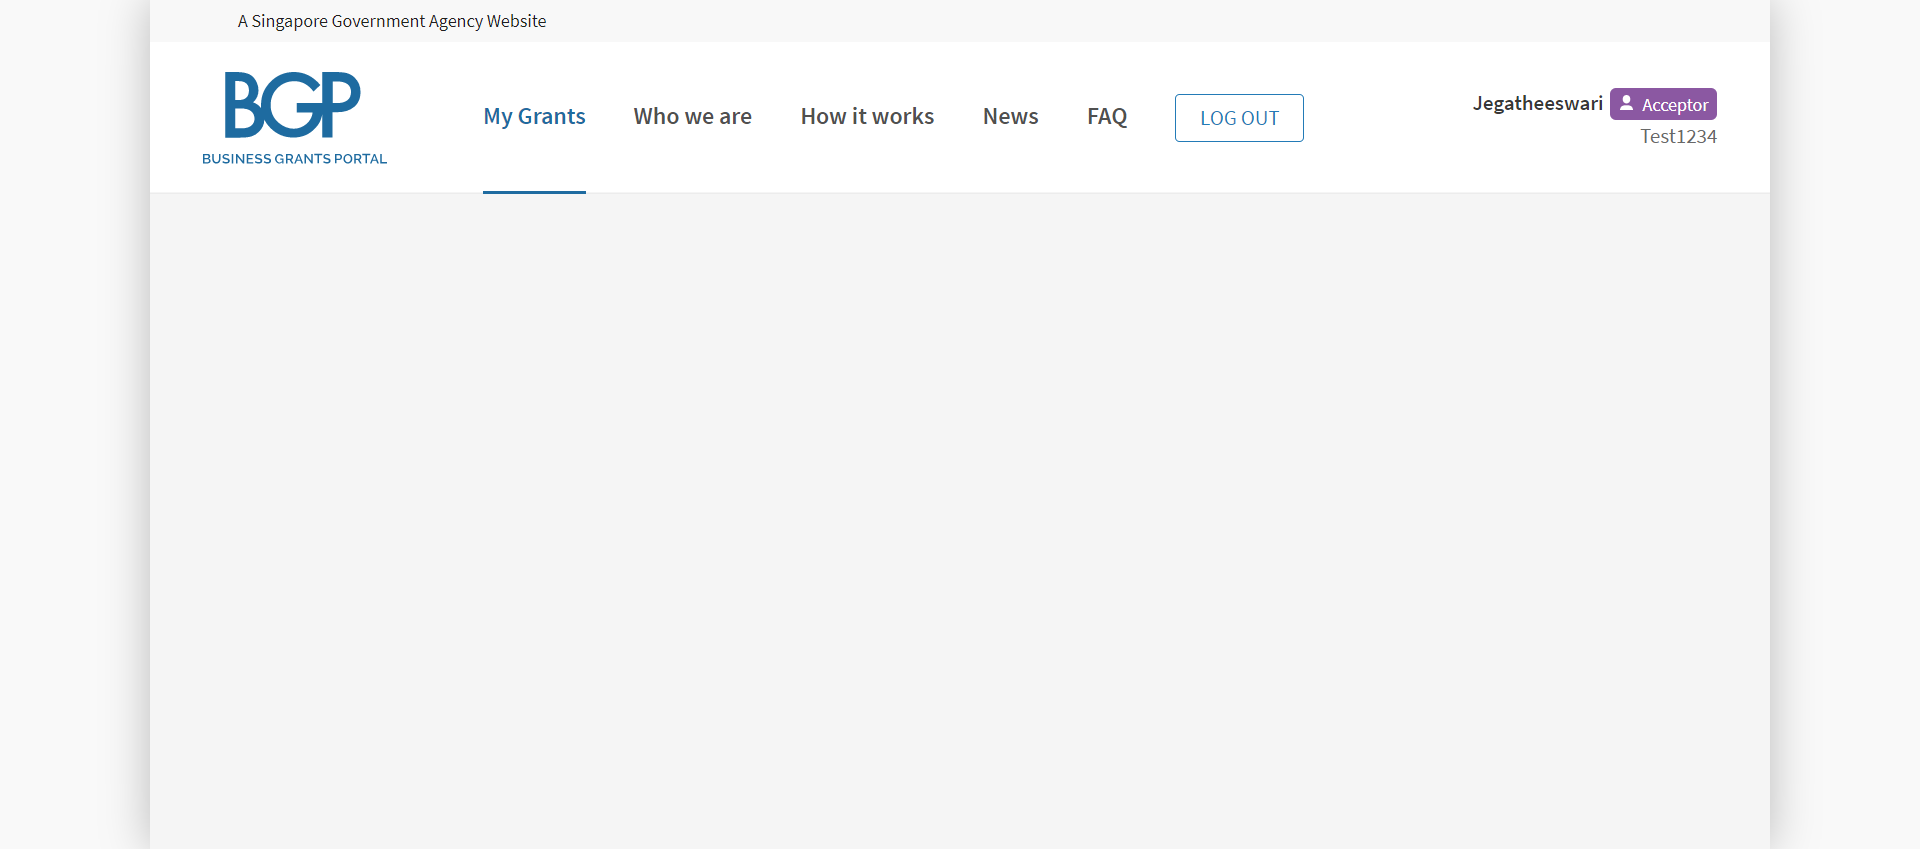 A Singapore Government Agency Website
BGP
BUSINESS GRANTS PORTAL
My Grants
Who we are
How it works
News
FAQ
LOG OUT
Jegatheeswari Acceptor
Test1234